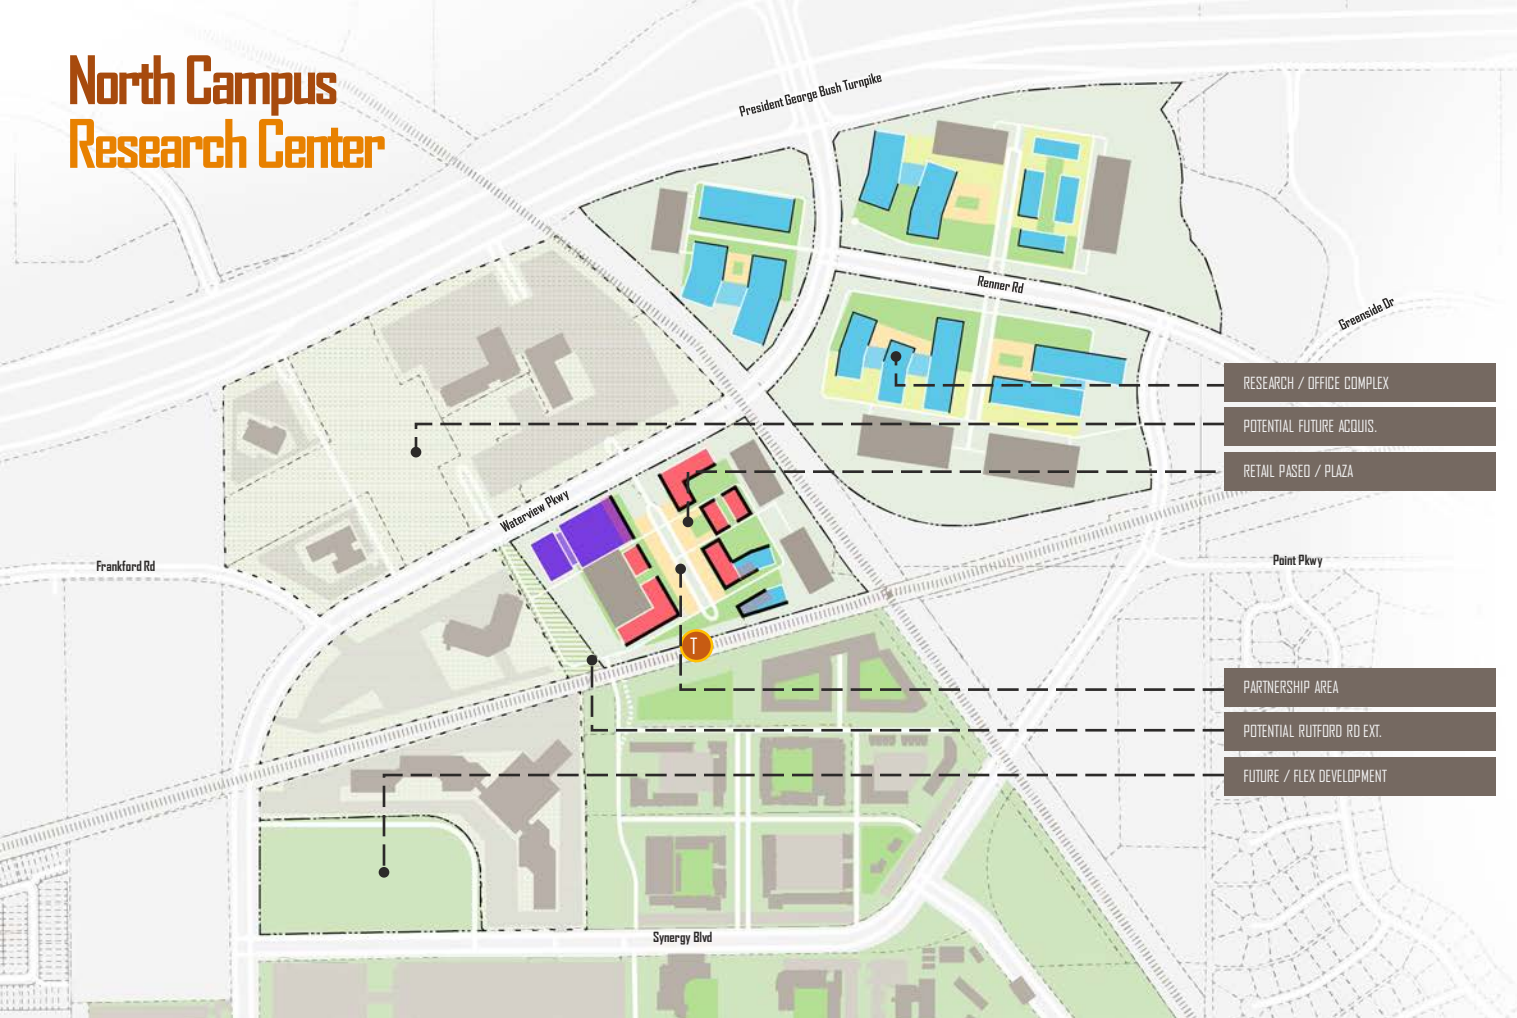 North Campus
Research Center
President George Bush Turnpike
Renner Rd
Greenside Dr
RESEARCH / OFFICE COMPLEX
POTENTIAL FUTURE ACQUIS.
RETAIL PASEO / PLAZA
Waterview Pkwy
Frankford Rd
Point Pkwy
T
PARTNERSHIP AREA
POTENTIAL RUTFORD RD EXT.
FUTURE / FLEX DEVELOPMENT
Synergy Blvd